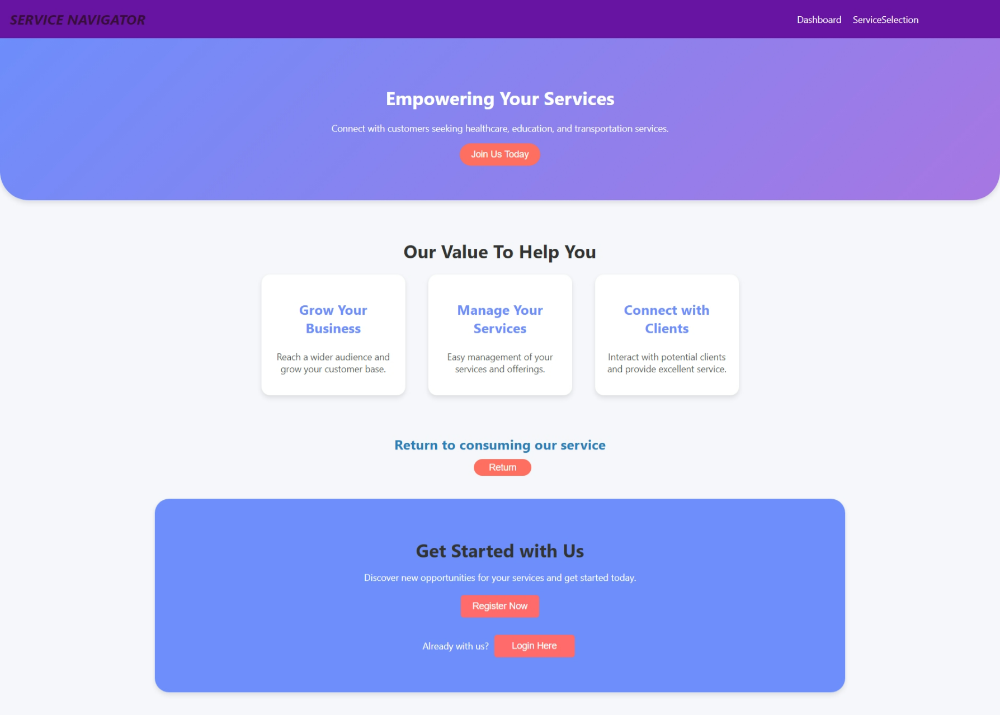 SERVICE NAVIGATOR
Dashboard ServiceSelection
Empowering Your Services
Connect with customers seeking healthcare, education, and transportation services.
Join Us Today
Our Value To Help You
Grow Your
Business
Reach a wider audience and
grow your customer base.
Manage Your
Services
Easy management of your
services and offerings.
Connect with
Clients
Interact with potential clients
and provide excellent service.
Return to consuming our service
Return
Get Started with Us
Discover new opportunities for your services and get started today.
Register Now
Already with us? Login Here